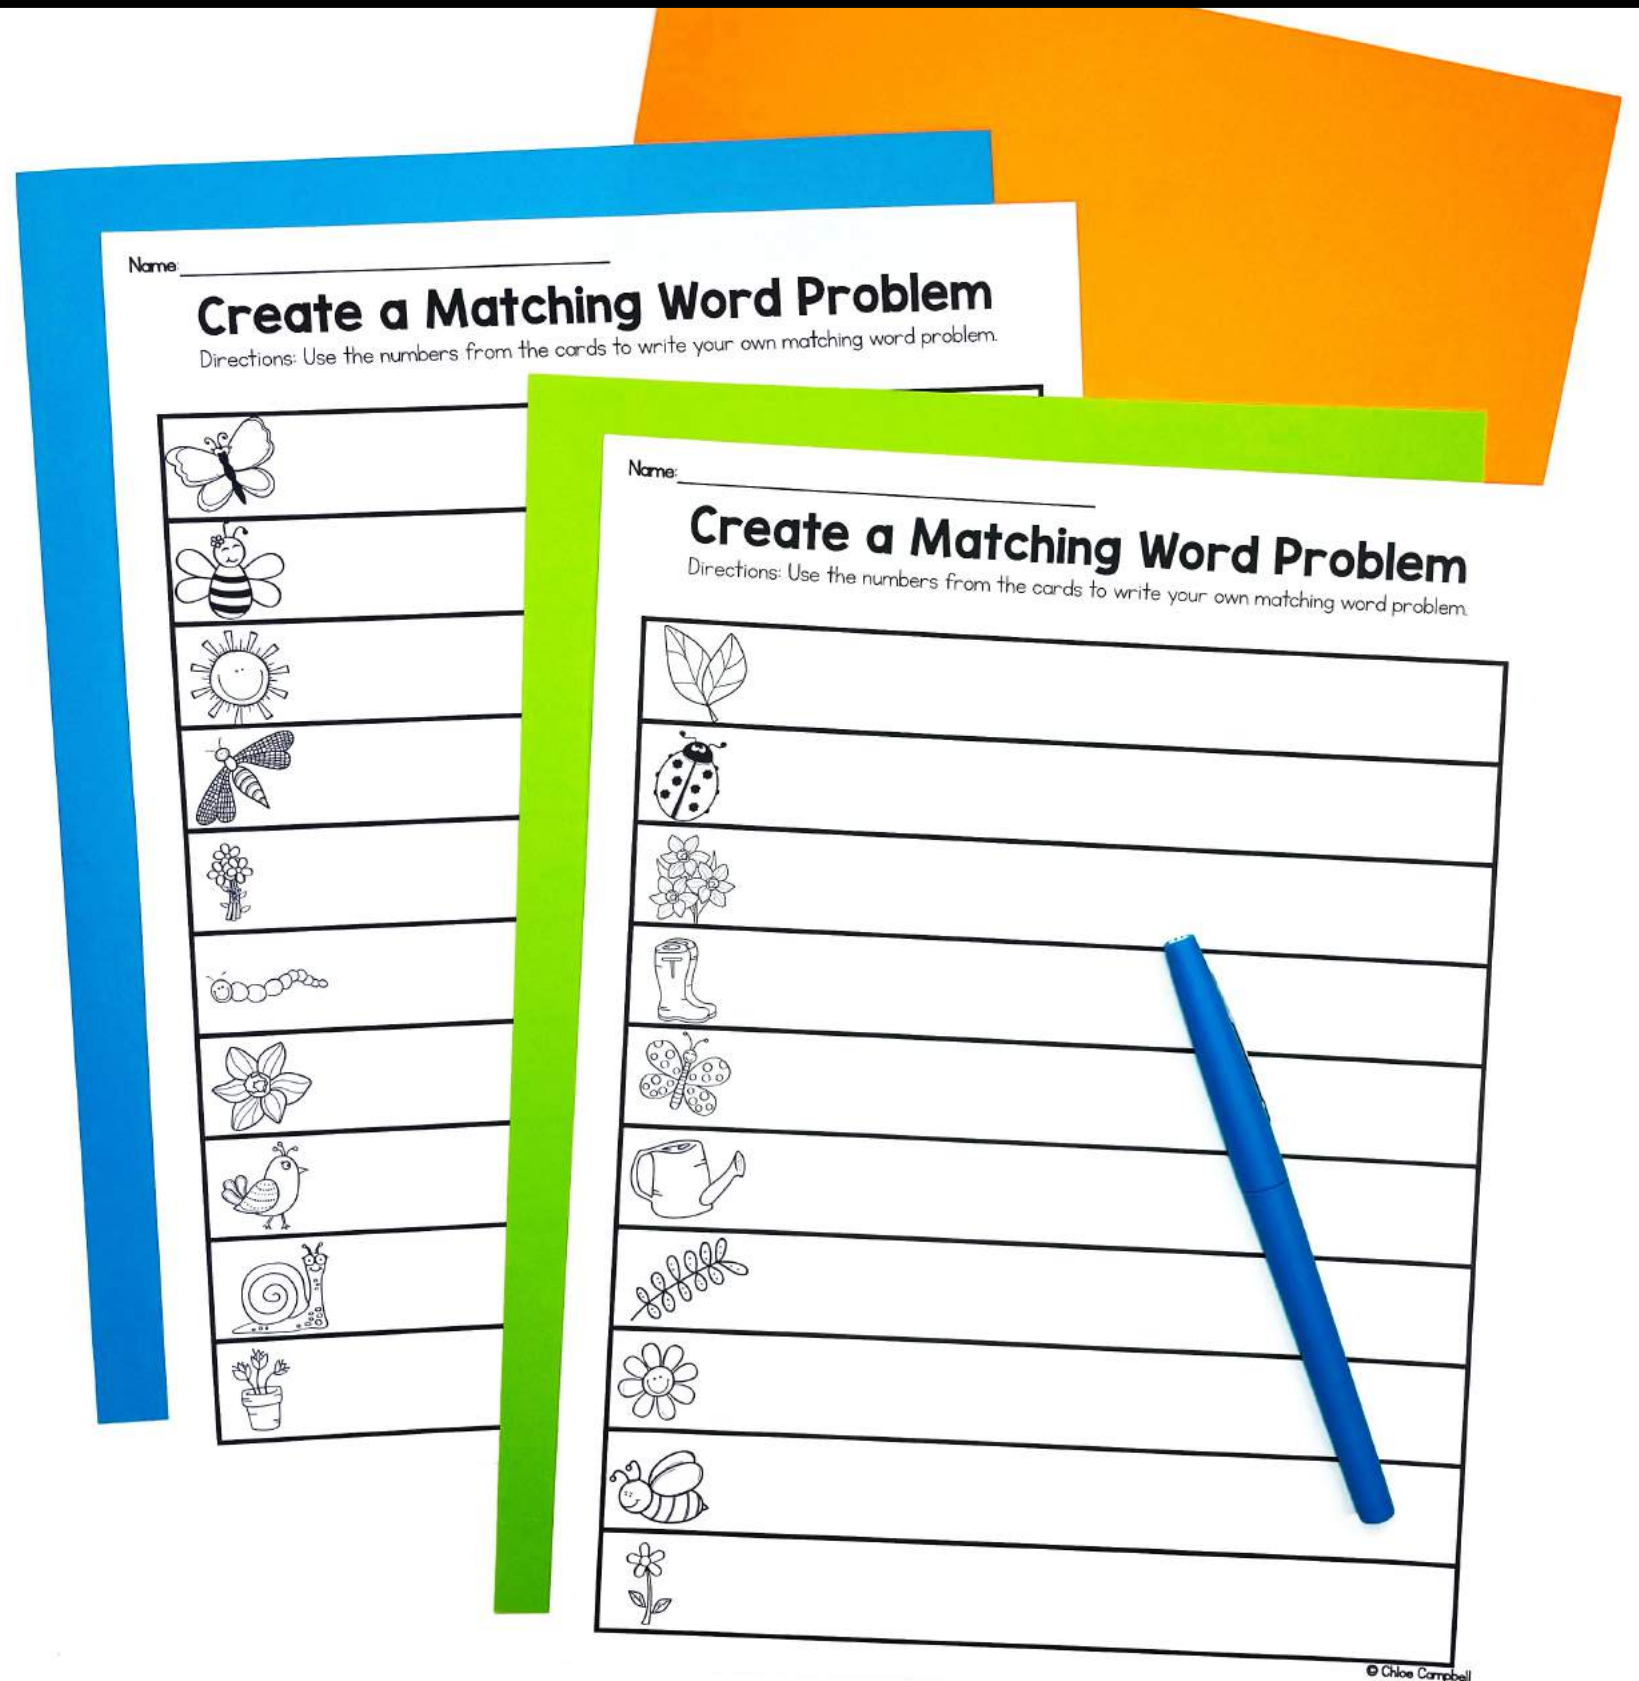 Name:
Create a Matching Word Problem
Directions: Use the numbers from the cards to write your own matching word problem.
Name:
Create a Matching Word Problem
Directions: Use the numbers from the cards to write your own matching word problem.
© Chloe Campbell